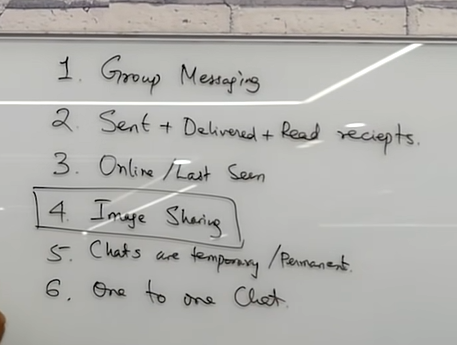 1. Group Messaging
2. Sent + Delivered + Read reciepts.
3. Online / Last Seen
4. Image Sharing
5. Chats are temporary / Permanent.
6. One to one Chat.